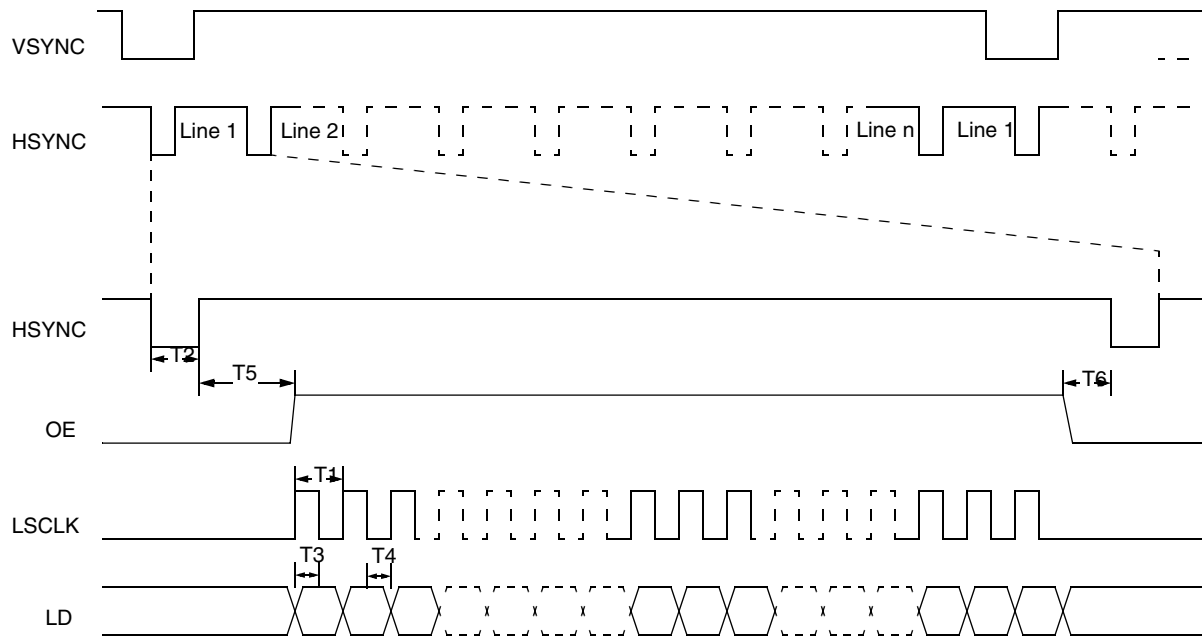 VSYNC
HSYNC
Line 1
Line 2
Line n
Line 1
HSYNC
T2
T5
T6
OE
T1
LSCLK
T3
T4
LD